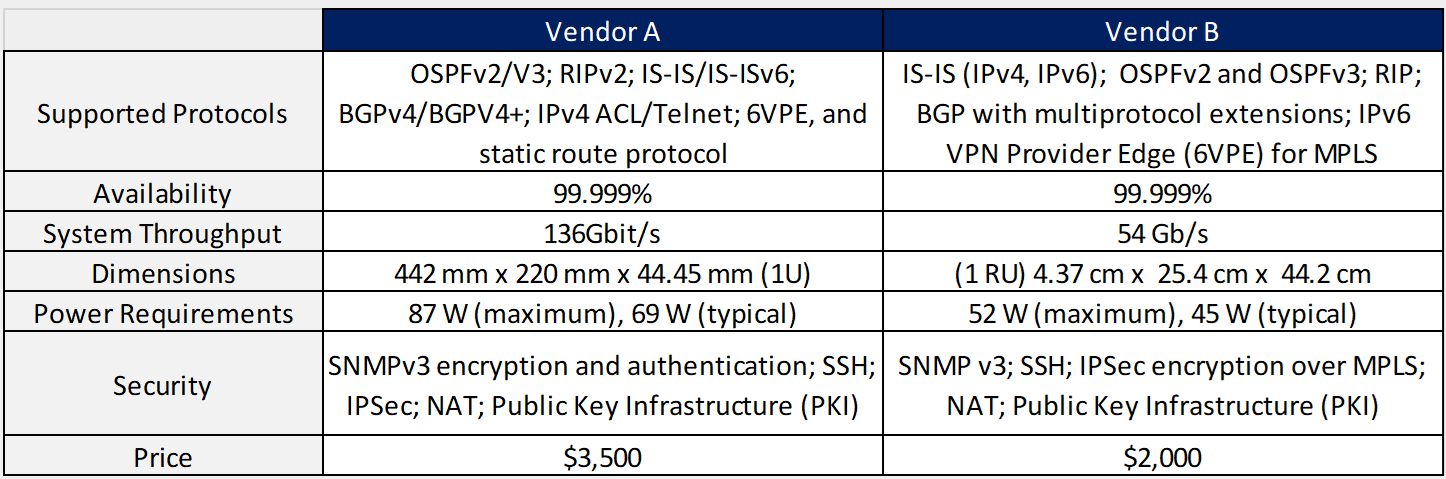 Vendor A Vendor B
Supported Protocols
OSPFv2/V3; RIPv2; IS-IS/IS-ISv6;
BGPv4/BGPV4+; IPv4 ACL/Telnet; 6VPE, and
static route protocol
IS-IS (IPv4, IPv6);  OSPFv2 and OSPFv3; RIP;
BGP with multiprotocol extensions; IPv6
VPN Provider Edge (6VPE) for MPLS
Availability 99.999% 99.999%
System Throughput 136Gbit/s 54 Gb/s
Dimensions 442 mm x 220 mm x 44.45 mm (1U) (1 RU) 4.37 cm x  25.4 cm x  44.2 cm
Power Requirements 87 W (maximum), 69 W (typical) 52 W (maximum), 45 W (typical)
Security
SNMPv3 encryption and authentication; SSH;
IPSec; NAT; Public Key Infrastructure (PKI)
SNMP v3; SSH; IPSec encryption over MPLS;
NAT; Public Key Infrastructure (PKI)
Price $3,500 $2,000